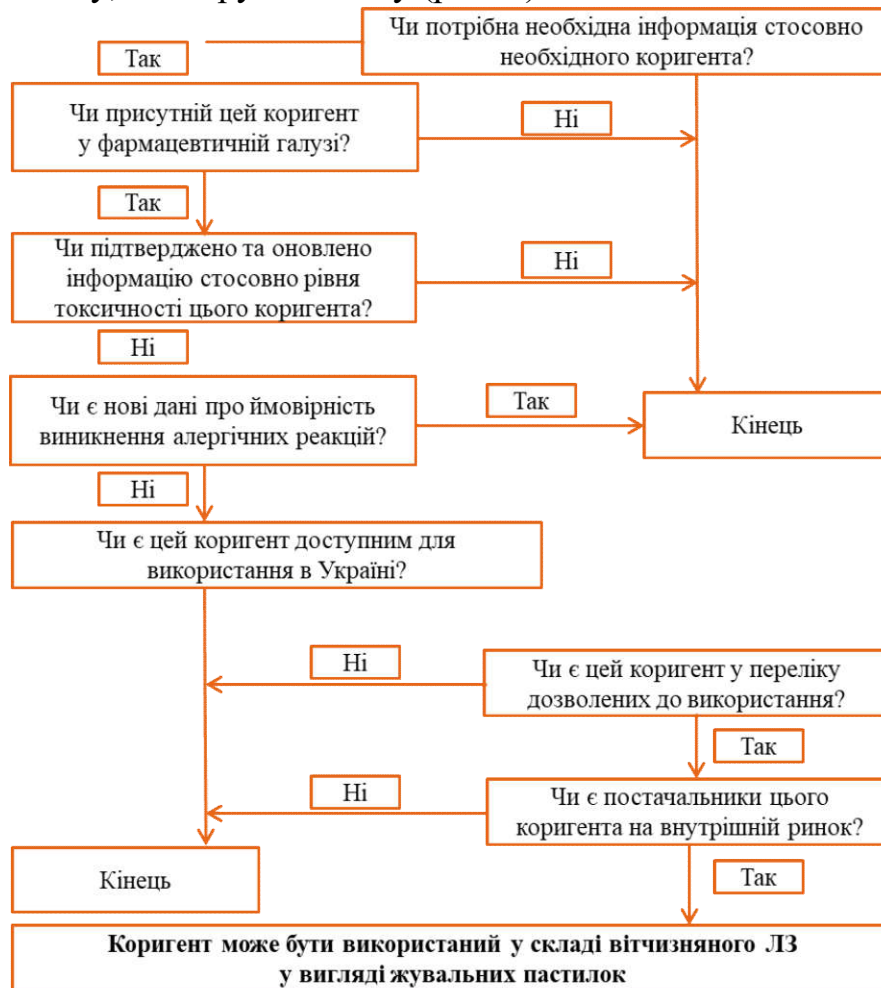 Чи потрібна необхідна інформація стосовно
необхідного коригента?
Так
Чи присутній цей коригент
у фармацевтичній галузі?
Ні
Так
Чи підтверджено та оновлено
інформацію стосовно рівня
токсичності цього коригента?
Ні
Ні
Чи є нові дані про ймовірність
виникнення алергічних реакцій?
Так
Кінець
Ні
Чи є цей коригент доступним для
використання в Україні?
Ні
Чи є цей коригент у переліку
дозволених до використання?
Так
Ні
Чи є постачальники цього
коригента на внутрішній ринок?
Кінець
Так
Коригент може бути використаний у складі вітчизняного ЛЗ
у вигляді жувальних пастилок